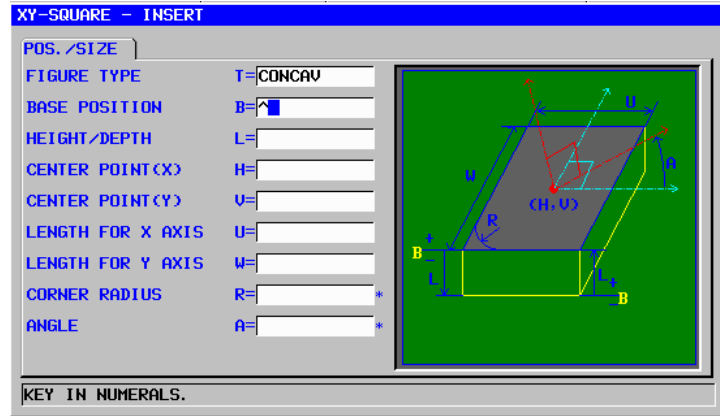 XY-SQUARE - INSERT
POS./SIZE
FIGURE TYPE T=CONCAV
BASE POSITION B=^
HEIGHT/DEPTH L=
CENTER POINT(X) H=
CENTER POINT(Y) V=
LENGTH FOR X AXIS U=
LENGTH FOR Y AXIS W=
CORNER RADIUS R= *
ANGLE A= *
U
W
A
(H,V)
R
+
B
-
L
L
+
B
-
KEY IN NUMERALS.